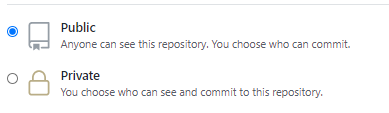 Public
Anyone can see this repository. You choose who can commit.
Private
You choose who can see and commit to this repository.